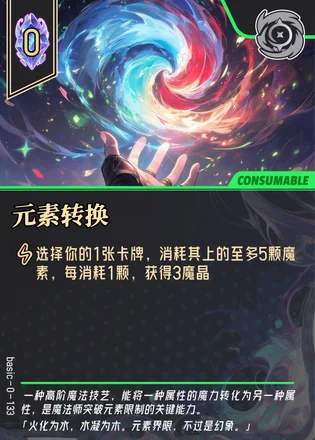 0
CONSUMABLE
元素转换
选择你的1张卡牌，消耗其上的至多5颗魔
素，每消耗1颗，获得3魔晶
basic-0-133
一种高阶魔法技艺，能将一种属性的魔力转化为另一种属
性，是魔法师突破元素限制的关键能力。
「火化为水，水凝为木。元素界限，不过是幻象。」